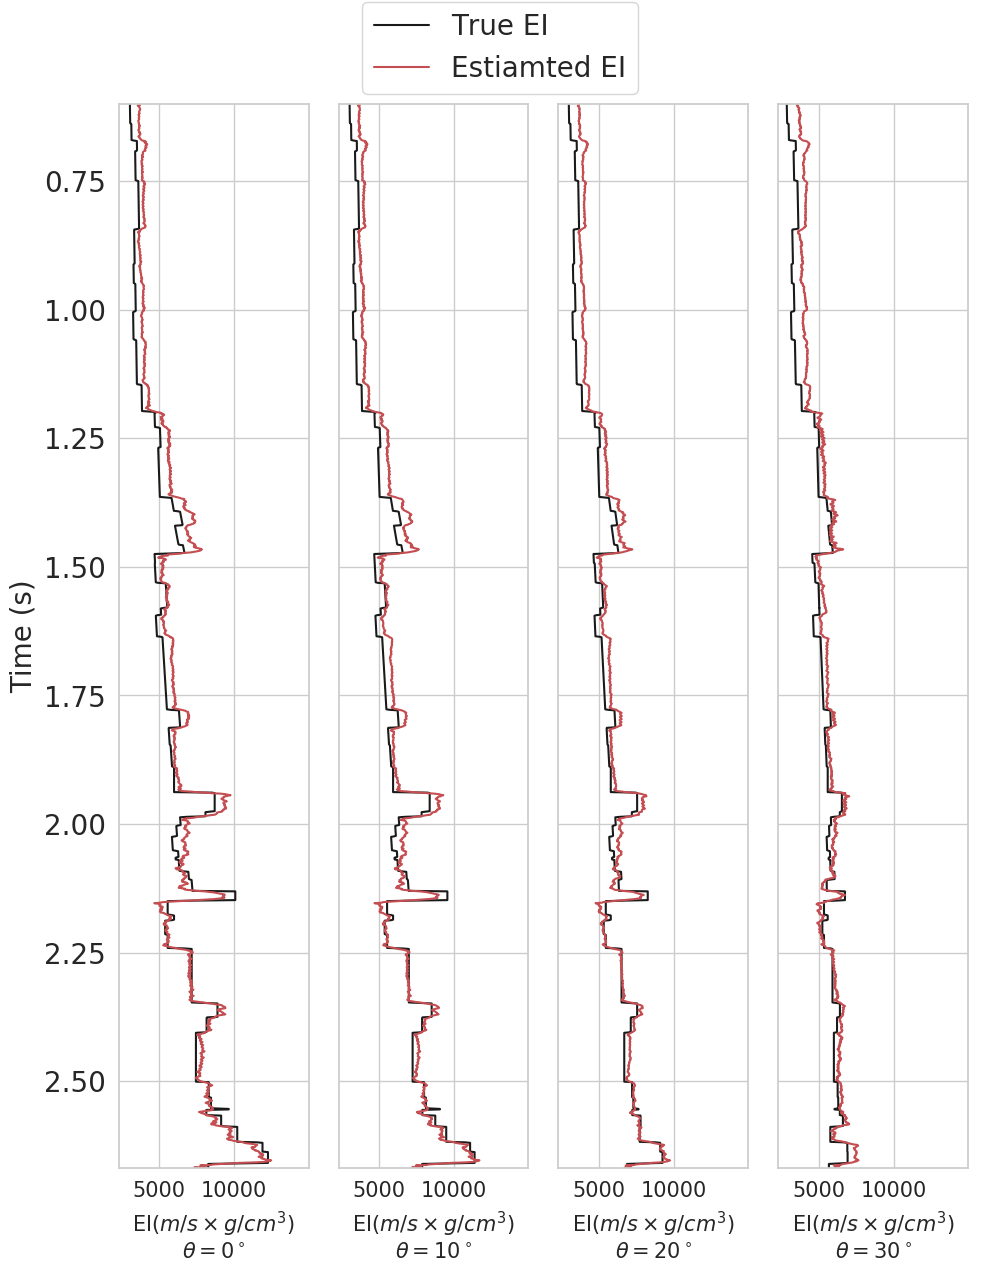 True EI
Estiamted EI
Time (s)
0.75
1.00
1.25
1.50
1.75
2.00
2.25
2.50
5000 10000 5000 10000 5000 10000 5000 10000
EI(m/s × g/cm³) EI(m/s × g/cm³) EI(m/s × g/cm³) EI(m/s × g/cm³)
θ = 0° θ = 10° θ = 20° θ = 30°